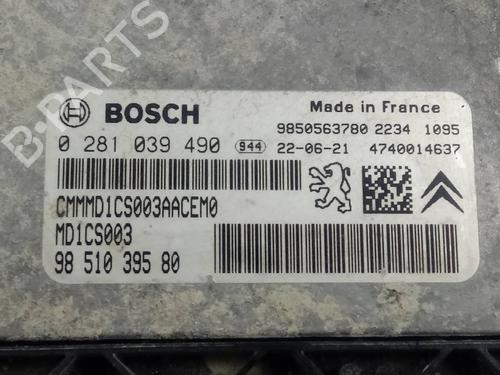 BOSCH
Made in France
0 281 039 490 944
9850563780 2234 1095
22-06-21 4740014637
CMMMD1CS003AACEM0
MD1CS003
98 510 395 80
B-PARTS